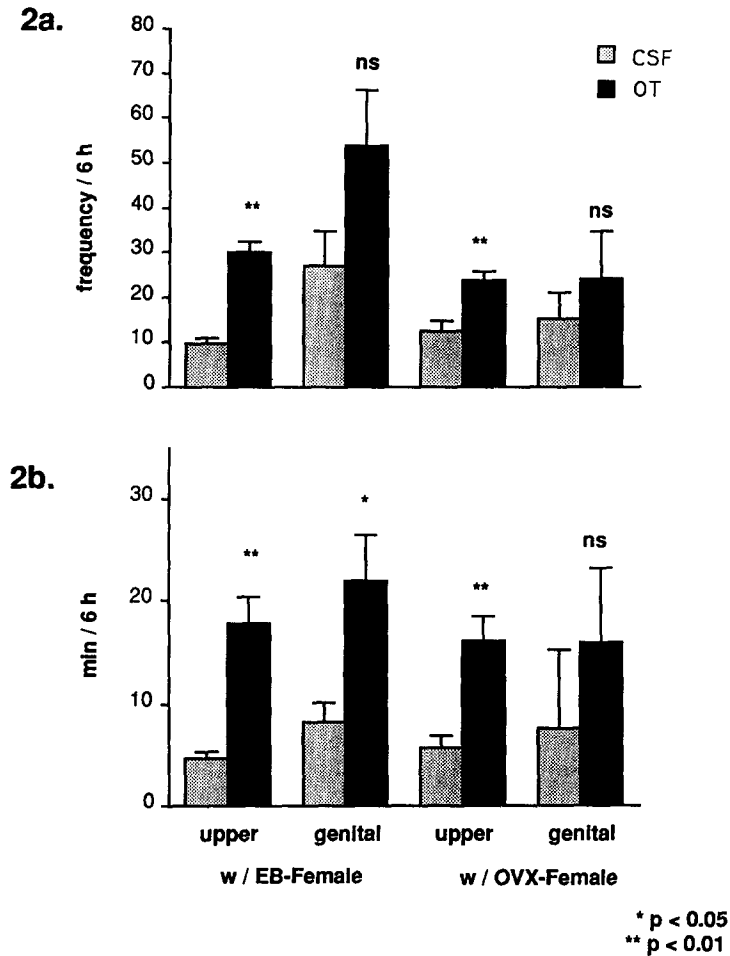 2a.
80
70
60
50
40
30
20
10
0
frequency / 6 h
CSF
OT
**
ns
**
ns
2b.
30
20
10
0
min / 6 h
**
*
**
ns
upper genital upper genital
w / EB-Female w / OVX-Female
* p < 0.05
** p < 0.01